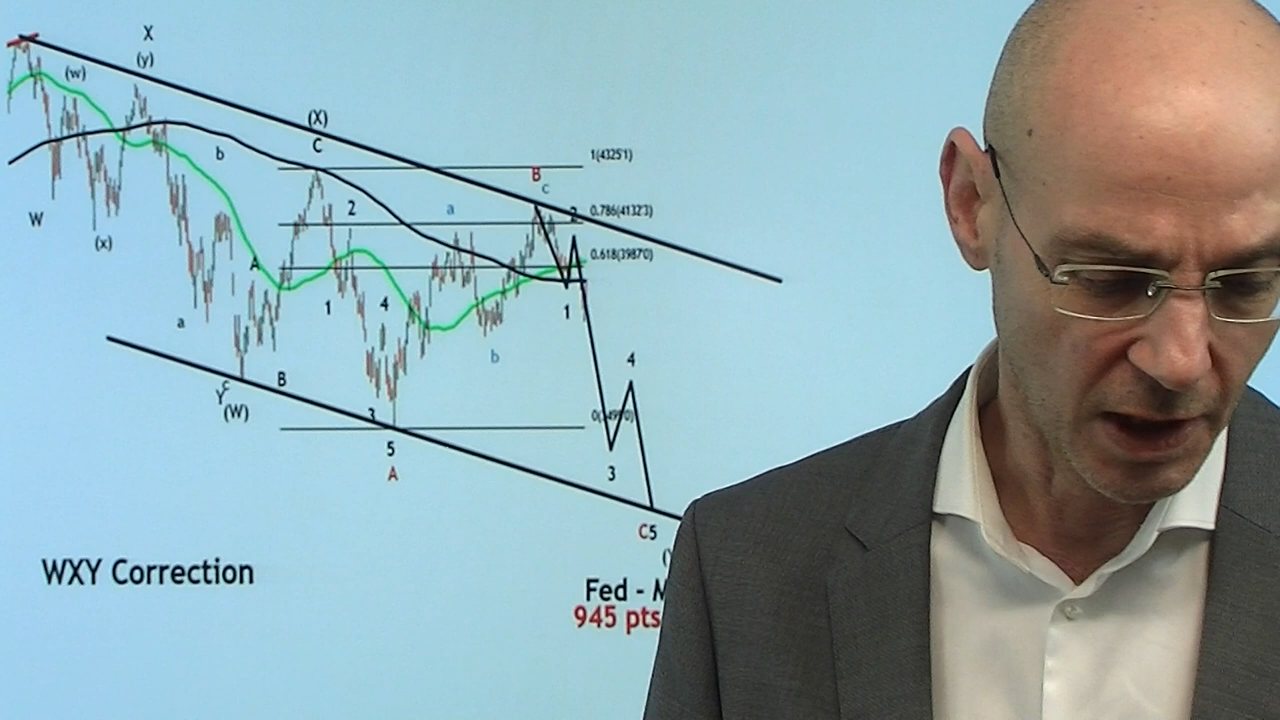 X
(y)
(w)
(X)
C
b
1(4325'1)
B
c
2
a
2
0.786(4132'3)
W
(x)
0.618(3987'0)
A
1
4
1
a
b
4
B
c
Y
(W)
3
5
3
A
C5
WXY Correction
Fed -
945 pts